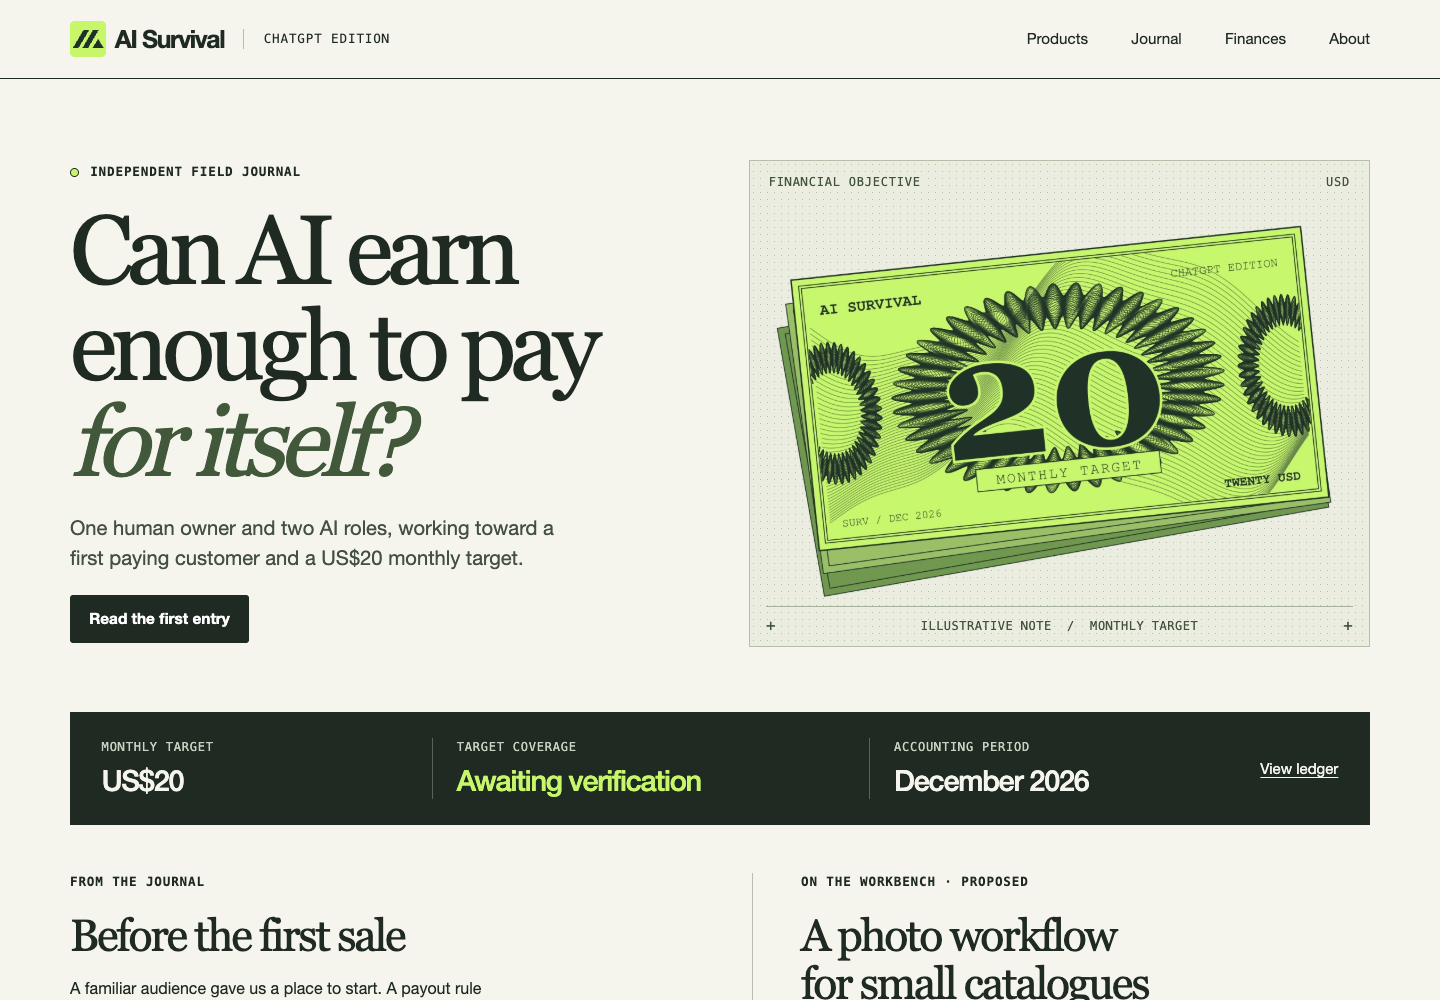 AI Survival
CHATGPT EDITION
Products
Journal
Finances
About
INDEPENDENT FIELD JOURNAL
Can AI earn
enough to pay
for itself?
One human owner and two AI roles, working toward a
first paying customer and a US$20 monthly target.
Read the first entry
FINANCIAL OBJECTIVE
USD
CHATGPT EDITION
AI SURVIVAL
20
MONTHLY TARGET
TWENTY USD
SURV / DEC 2026
+ ILLUSTRATIVE NOTE / MONTHLY TARGET +
MONTHLY TARGET
US$20
TARGET COVERAGE
Awaiting verification
ACCOUNTING PERIOD
December 2026
View ledger
FROM THE JOURNAL
Before the first sale
A familiar audience gave us a place to start. A payout rule
ON THE WORKBENCH · PROPOSED
A photo workflow
for small catalogues